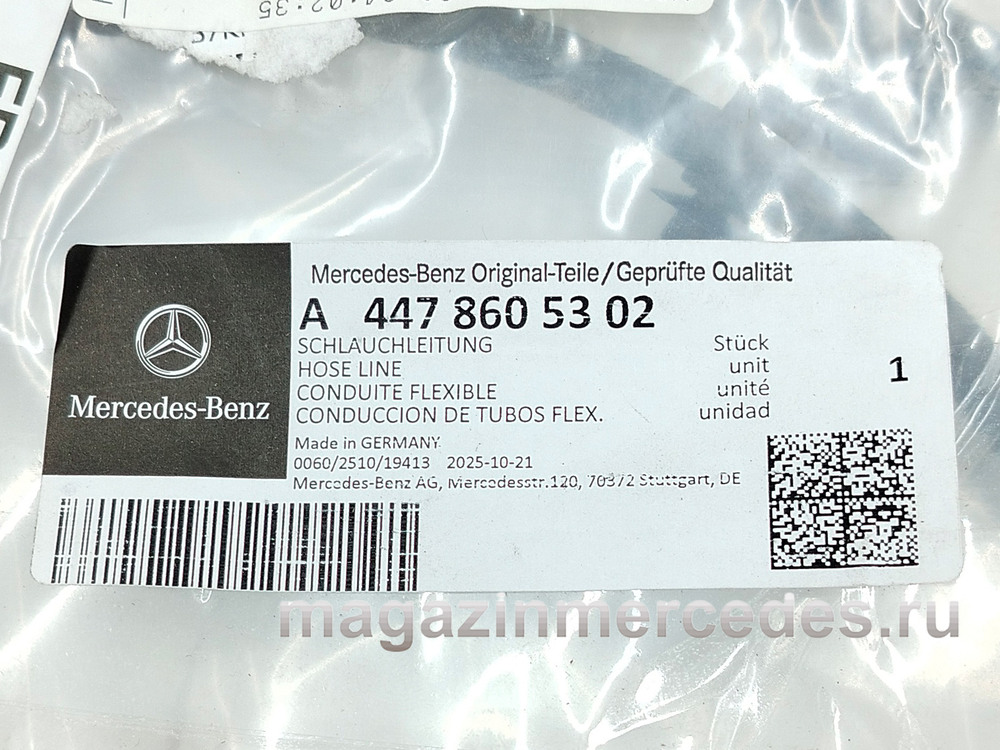 02:35
Mercedes-Benz Original-Teile/Geprüfte Qualität
A 447 860 53 02
SCHLAUCHLEITUNG
HOSE LINE
CONDUITE FLEXIBLE
CONDUCCION DE TUBOS FLEX.
Stück
unit
unité
unidad
1
Mercedes-Benz
Made in GERMANY
0060/2510/19413 2025-10-21
Mercedes-Benz AG, Mercedesstr.120, 70372 Stuttgart, DE
magazinmercedes.ru